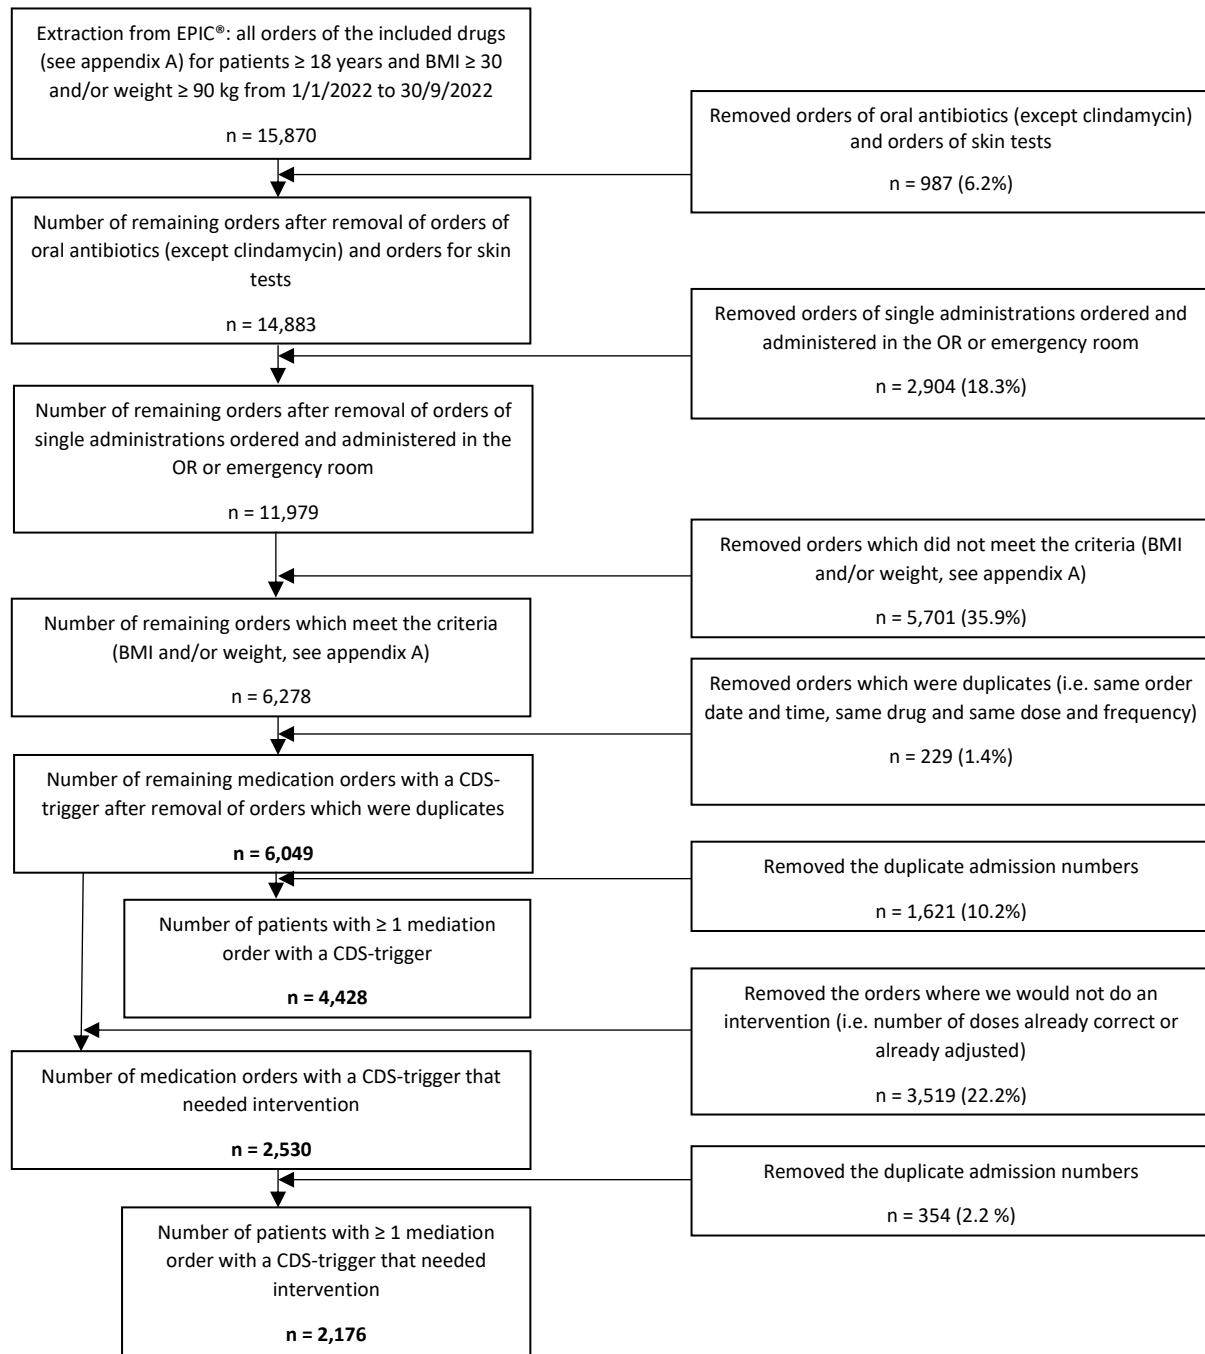 Extraction from EPIC®: all orders of the included drugs
(see appendix A) for patients ≥ 18 years and BMI ≥ 30
and/or weight ≥ 90 kg from 1/1/2022 to 30/9/2022
n = 15,870
Removed orders of oral antibiotics (except clindamycin)
and orders of skin tests
n = 987 (6.2%)
Number of remaining orders after removal of orders of
oral antibiotics (except clindamycin) and orders for skin
tests
n = 14,883
Removed orders of single administrations ordered and
administered in the OR or emergency room
n = 2,904 (18.3%)
Number of remaining orders after removal of orders of
single administrations ordered and administered in the
OR or emergency room
n = 11,979
Removed orders which did not meet the criteria (BMI
and/or weight, see appendix A)
n = 5,701 (35.9%)
Number of remaining orders which meet the criteria
(BMI and/or weight, see appendix A)
n = 6,278
Removed orders which were duplicates (i.e. same order
date and time, same drug and same dose and frequency)
n = 229 (1.4%)
Number of remaining medication orders with a CDS-
trigger after removal of orders which were duplicates
n = 6,049
Removed the duplicate admission numbers
n = 1,621 (10.2%)
Number of patients with ≥ 1 mediation
order with a CDS-trigger
n = 4,428
Removed the orders where we would not do an
intervention (i.e. number of doses already correct or
already adjusted)
n = 3,519 (22.2%)
Number of medication orders with a CDS-trigger that
needed intervention
n = 2,530
Removed the duplicate admission numbers
n = 354 (2.2 %)
Number of patients with ≥ 1 mediation
order with a CDS-trigger that needed
intervention
n = 2,176